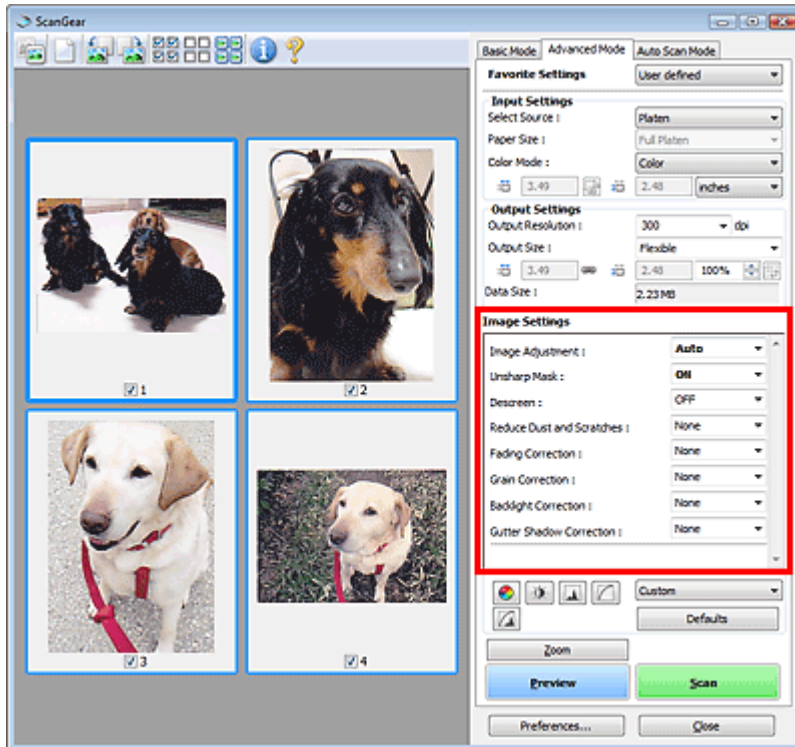 ScanGear
Basic Mode Advanced Mode Auto Scan Mode
Favorite Settings User defined
Input Settings
Select Source : Platen
Paper Size : Full Platen
Color Mode : Color
3.49 2.48 inches
Output Settings
Output Resolution : 300 dpi
Output Size : Flexible
3.49 2.48 100%
Data Size : 2.23 MB
Image Settings
Image Adjustment : Auto
Unsharp Mask : ON
Descreen : OFF
Reduce Dust and Scratches : None
Fading Correction : None
Grain Correction : None
Backlight Correction : None
Gutter Shadow Correction : None
Custom
Defaults
Zoom
Preview Scan
Preferences... Close
1
2
3
4